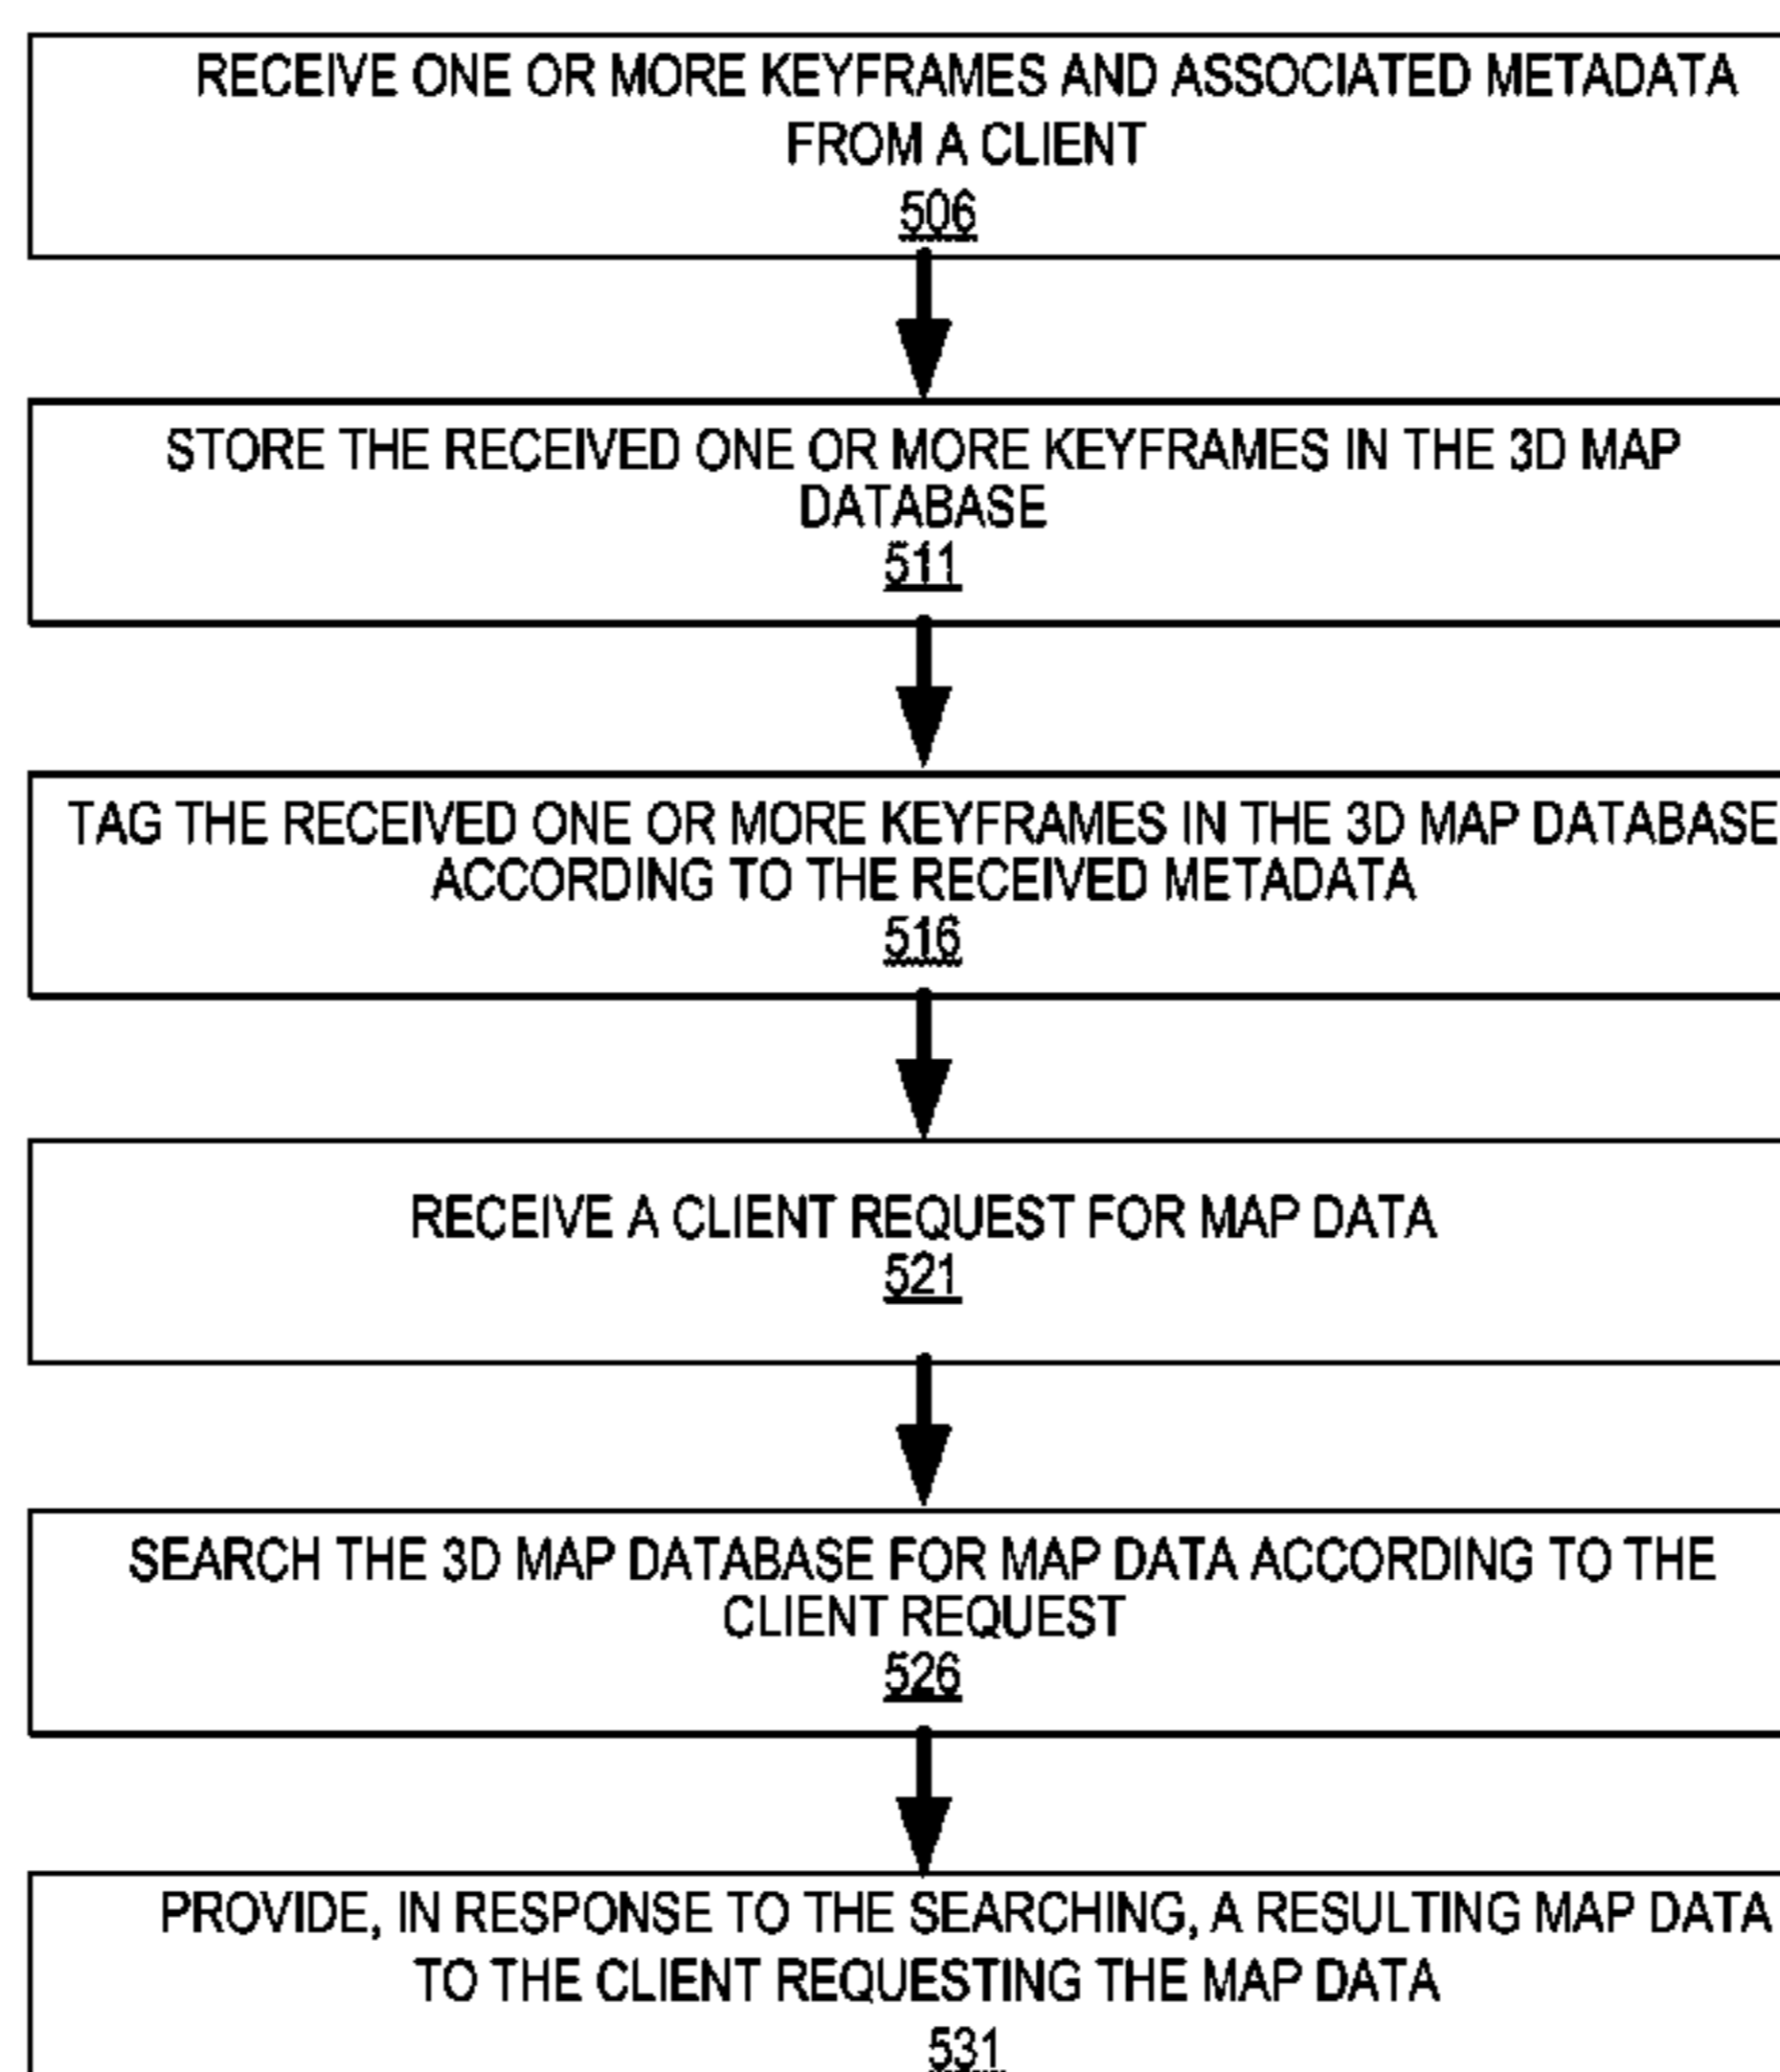 RECEIVE ONE OR MORE KEYFRAMES AND ASSOCIATED METADATA
FROM A CLIENT
506
STORE THE RECEIVED ONE OR MORE KEYFRAMES IN THE 3D MAP
DATABASE
511
TAG THE RECEIVED ONE OR MORE KEYFRAMES IN THE 3D MAP DATABASE
ACCORDING TO THE RECEIVED METADATA
516
RECEIVE A CLIENT REQUEST FOR MAP DATA
521
SEARCH THE 3D MAP DATABASE FOR MAP DATA ACCORDING TO THE
CLIENT REQUEST
526
PROVIDE, IN RESPONSE TO THE SEARCHING, A RESULTING MAP DATA
TO THE CLIENT REQUESTING THE MAP DATA
531